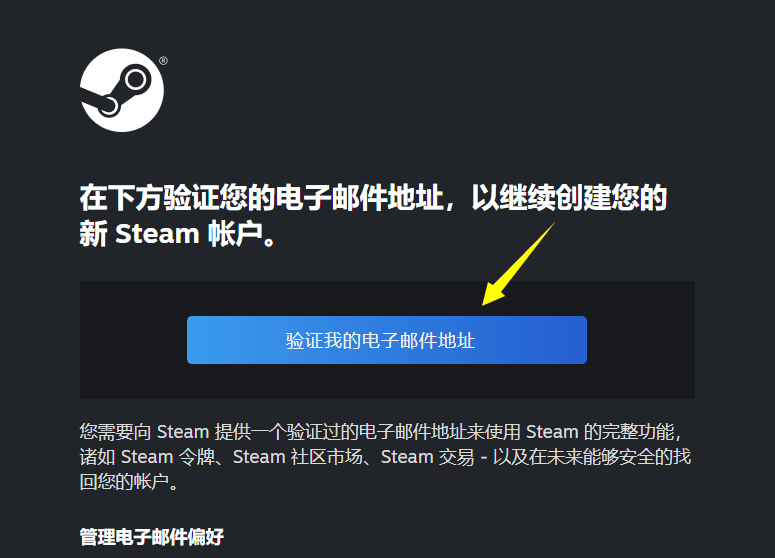 ®
在下方验证您的电子邮件地址，以继续创建您的
新 Steam 帐户。
验证我的电子邮件地址
您需要向 Steam 提供一个验证过的电子邮件地址来使用 Steam 的完整功能，
诸如 Steam 令牌、Steam 社区市场、Steam 交易 - 以及在未来能够安全的找
回您的帐户。
管理电子邮件偏好